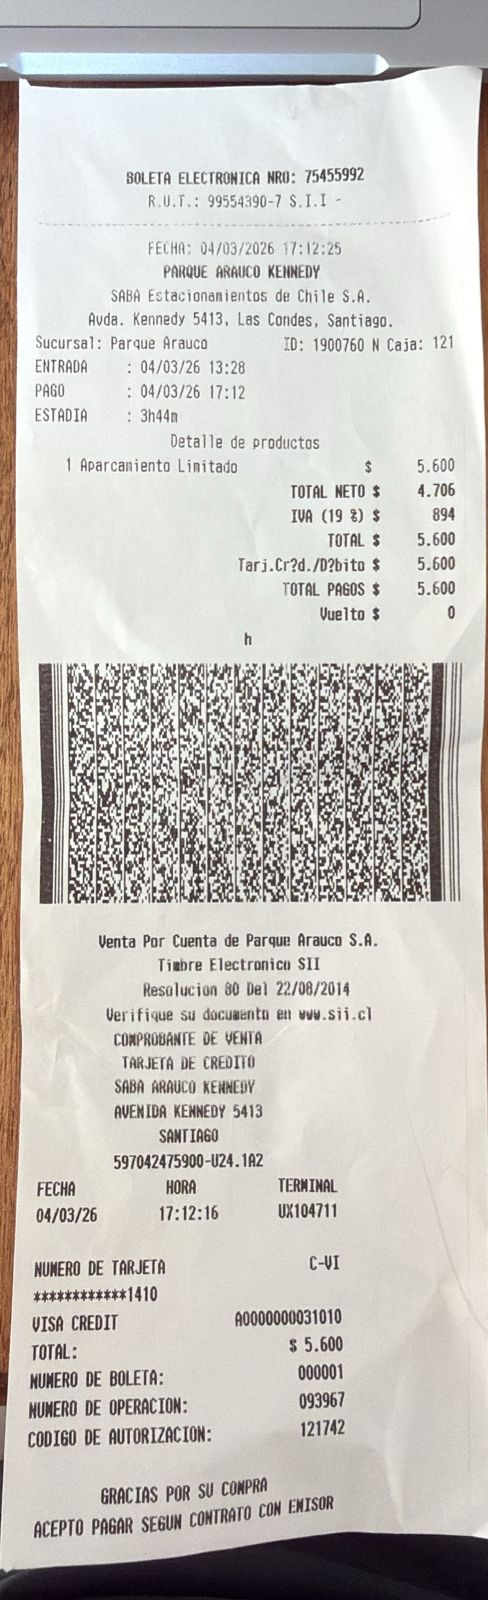 BOLETA ELECTRONICA NRO: 75455992
R.U.T.: 99554390-7 S.I.I -
FECHA: 04/03/2026 17:12:25
PARQUE ARAUCO KENNEDY
SABA Estacionamientos de Chile S.A.
Avda. Kennedy 5413, Las Condes, Santiago.
Sucursal: Parque Arauco ID: 1900760 N Caja: 121
ENTRADA : 04/03/26 13:28
PAGO : 04/03/26 17:12
ESTADIA : 3h44m
Detalle de productos
1 Aparcamiento Limitado $ 5.600
TOTAL NETO $ 4.706
IVA (19 %) $ 894
TOTAL $ 5.600
Tarj.Cr?d./D?bito $ 5.600
TOTAL PAGOS $ 5.600
Vuelto $ 0
h
Venta Por Cuenta de Parque Arauco S.A.
Timbre Electronico SII
Resolucion 80 Del 22/08/2014
Verifique su documento en www.sii.cl
COMPROBANTE DE VENTA
TARJETA DE CREDITO
SABA ARAUCO KENNEDY
AVENIDA KENNEDY 5413
SANTIAGO
597042475900-U24.1A2
FECHA HORA TERMINAL
04/03/26 17:12:16 UX104711
NUMERO DE TARJETA C-VI
************1410
VISA CREDIT A0000000031010
TOTAL: $ 5.600
NUMERO DE BOLETA: 000001
NUMERO DE OPERACION: 093967
CODIGO DE AUTORIZACION: 121742
GRACIAS POR SU COMPRA
ACEPTO PAGAR SEGUN CONTRATO CON EMISOR